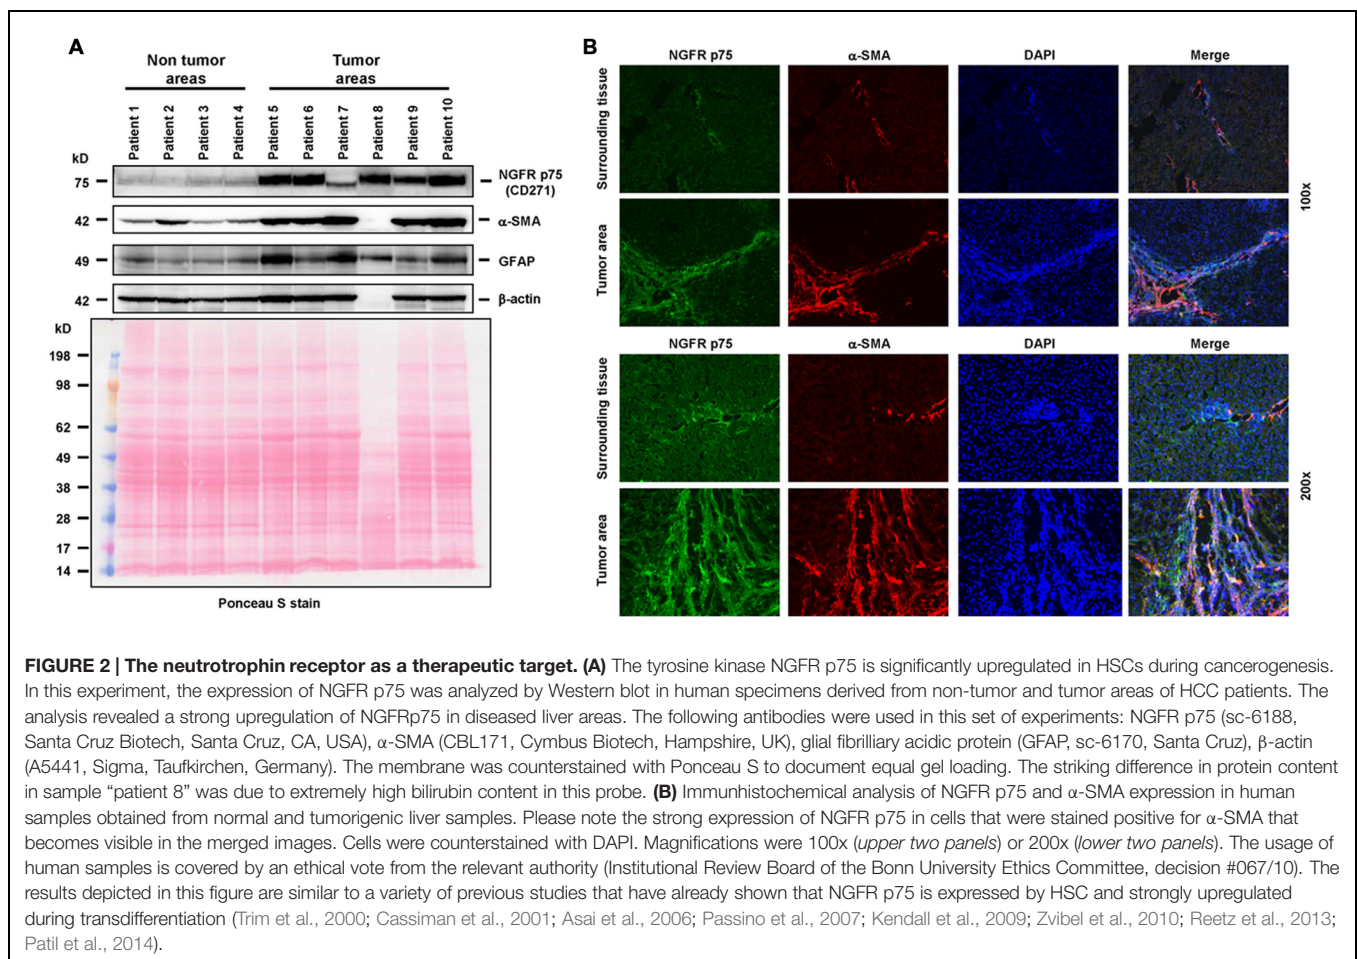 A
Non tumor
areas
Tumor
areas
Patient 1
Patient 2
Patient 3
Patient 4
Patient 5
Patient 6
Patient 7
Patient 8
Patient 9
Patient 10
kD
75
NGFR p75
(CD271)
42
α-SMA
49
GFAP
42
β-actin
kD
198
98
62
49
38
28
17
14
Ponceau S stain
B
NGFR p75
α-SMA
DAPI
Merge
Surrounding tissue
Tumor area
100x
NGFR p75
α-SMA
DAPI
Merge
Surrounding tissue
Tumor area
200x
FIGURE 2 | The neutrotrophin receptor as a therapeutic target. (A) The tyrosine kinase NGFR p75 is significantly upregulated in HSCs during cancerogenesis.
In this experiment, the expression of NGFR p75 was analyzed by Western blot in human specimens derived from non-tumor and tumor areas of HCC patients. The
analysis revealed a strong upregulation of NGFRp75 in diseased liver areas. The following antibodies were used in this set of experiments: NGFR p75 (sc-6188,
Santa Cruz Biotech, Santa Cruz, CA, USA), α-SMA (CBL171, Cymbus Biotech, Hampshire, UK), glial fibrilliary acidic protein (GFAP, sc-6170, Santa Cruz), β-actin
(A5441, Sigma, Taufkirchen, Germany). The membrane was counterstained with Ponceau S to document equal gel loading. The striking difference in protein content
in sample “patient 8” was due to extremely high bilirubin content in this probe. (B) Immunhistochemical analysis of NGFR p75 and α-SMA expression in human
samples obtained from normal and tumorigenic liver samples. Please note the strong expression of NGFR p75 in cells that were stained positive for α-SMA that
becomes visible in the merged images. Cells were counterstained with DAPI. Magnifications were 100x (upper two panels) or 200x (lower two panels). The usage of
human samples is covered by an ethical vote from the relevant authority (Institutional Review Board of the Bonn University Ethics Committee, decision #067/10). The
results depicted in this figure are similar to a variety of previous studies that have already shown that NGFR p75 is expressed by HSC and strongly upregulated
during transdifferentiation (Trim et al., 2000; Cassiman et al., 2001; Asai et al., 2006; Passino et al., 2007; Kendall et al., 2009; Zvibel et al., 2010; Reetz et al., 2013;
Patil et al., 2014).